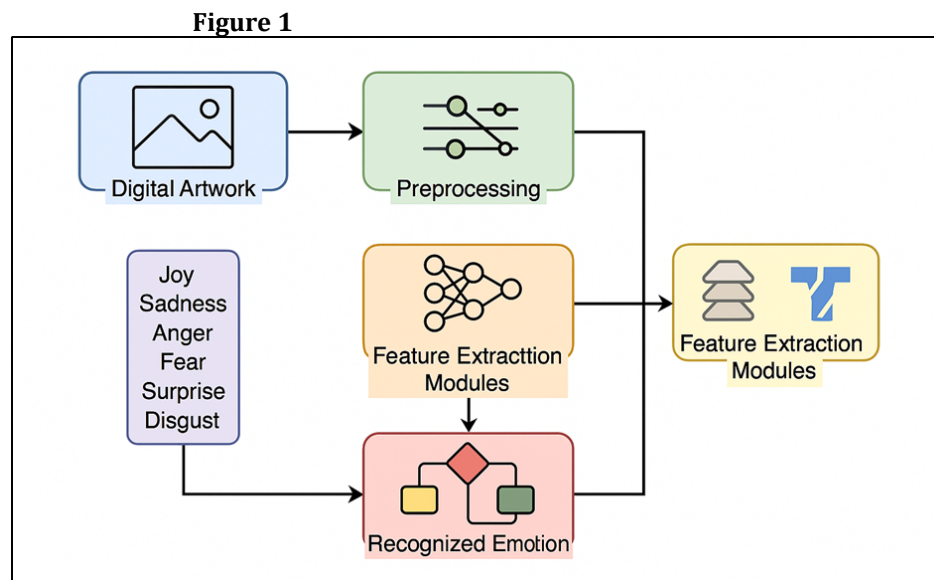 Figure 1
Digital Artwork
Preprocessing
Joy
Sadness
Anger
Fear
Surprise
Disgust
Feature Extracttion
Modules
Feature Extraction
Modules
Recognized Emotion